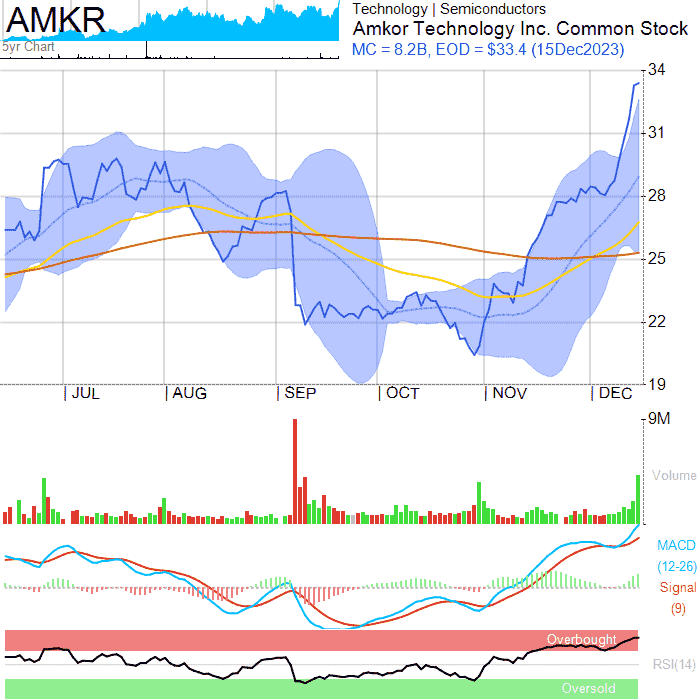 AMKR
5yr Chart
Technology | Semiconductors
Amkor Technology Inc. Common Stock
MC = 8.2B, EOD = $33.4 (15Dec2023)
34
31
28
25
22
19
JUL
AUG
SEP
OCT
NOV
DEC
9M
Volume
MACD
(12-26)
Signal
(9)
Overbought
RSI(14)
Oversold